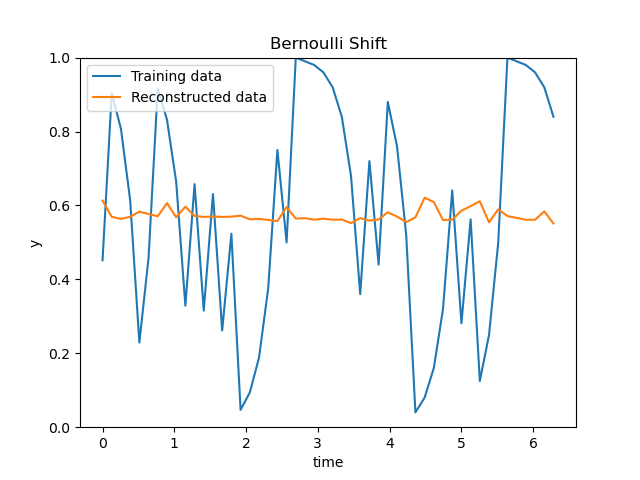 Bernoulli Shift
Training data
Reconstructed data
y
1.0
0.8
0.6
0.4
0.2
0.0
0 1 2 3 4 5 6
time